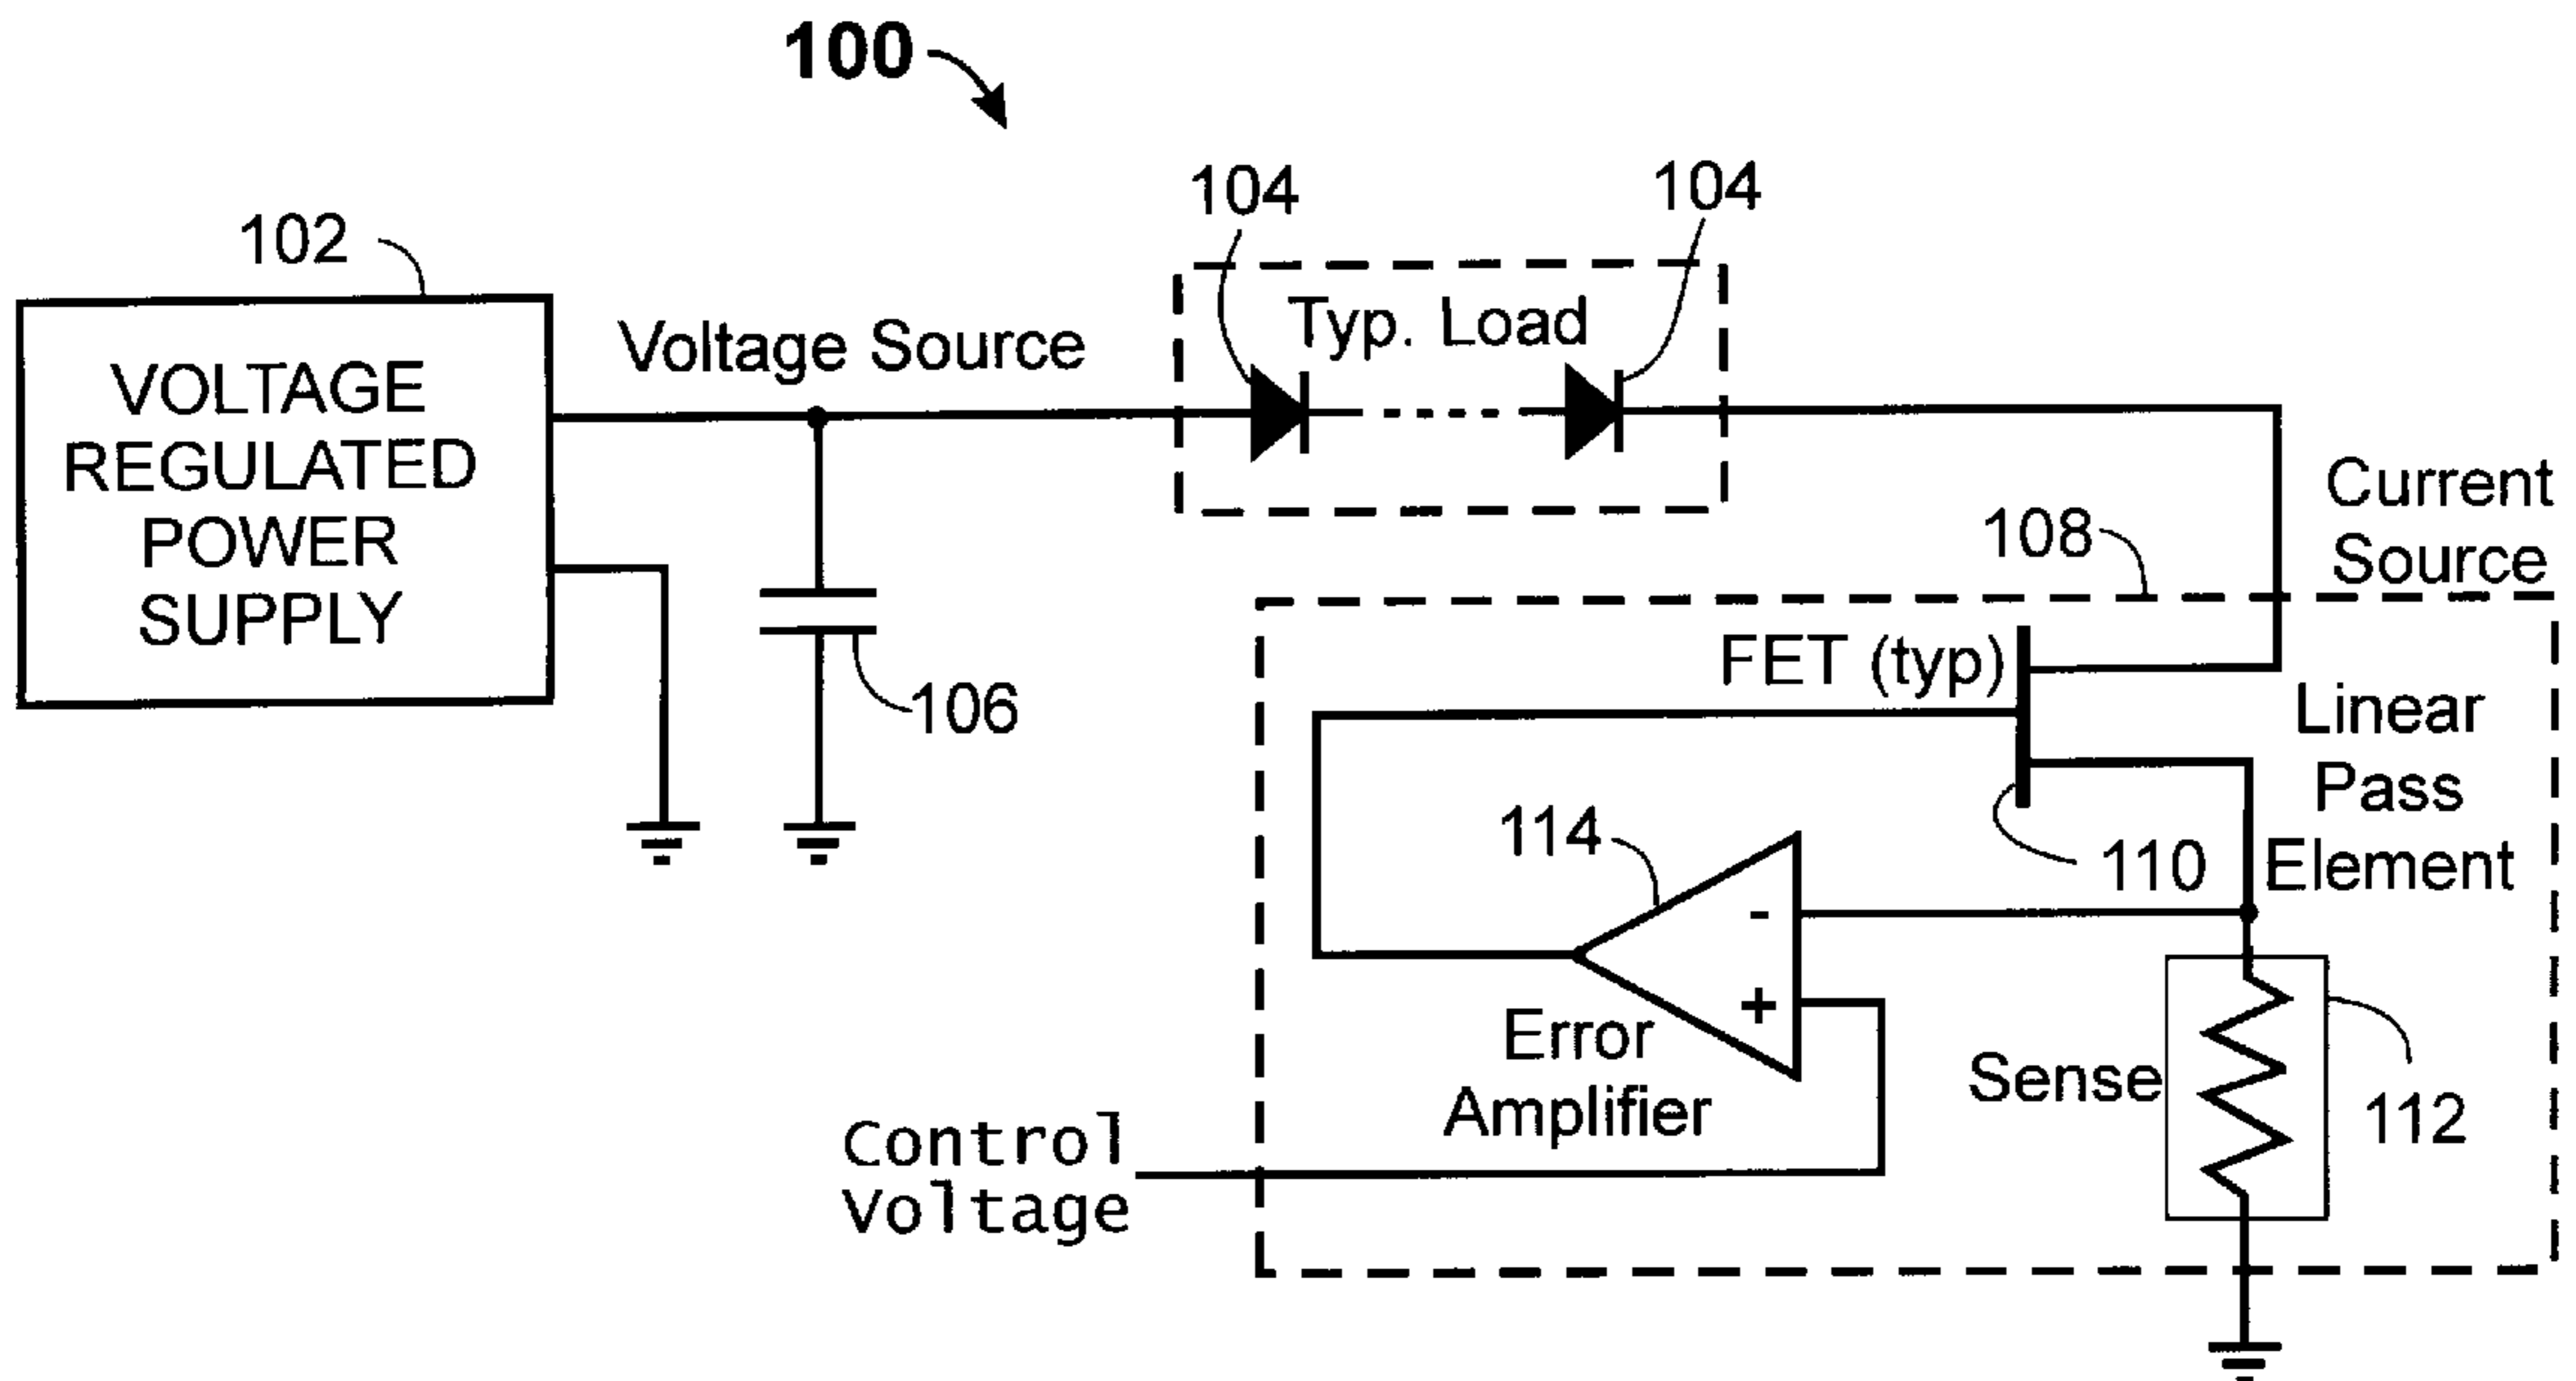 100
104
104
102
Typ. Load
Voltage Source
VOLTAGE
REGULATED
POWER
SUPPLY
Current
Source
108
FET (typ)
106
Linear
Pass
Element
110
114
-
+
Error
Amplifier
Sense
112
Control
Voltage